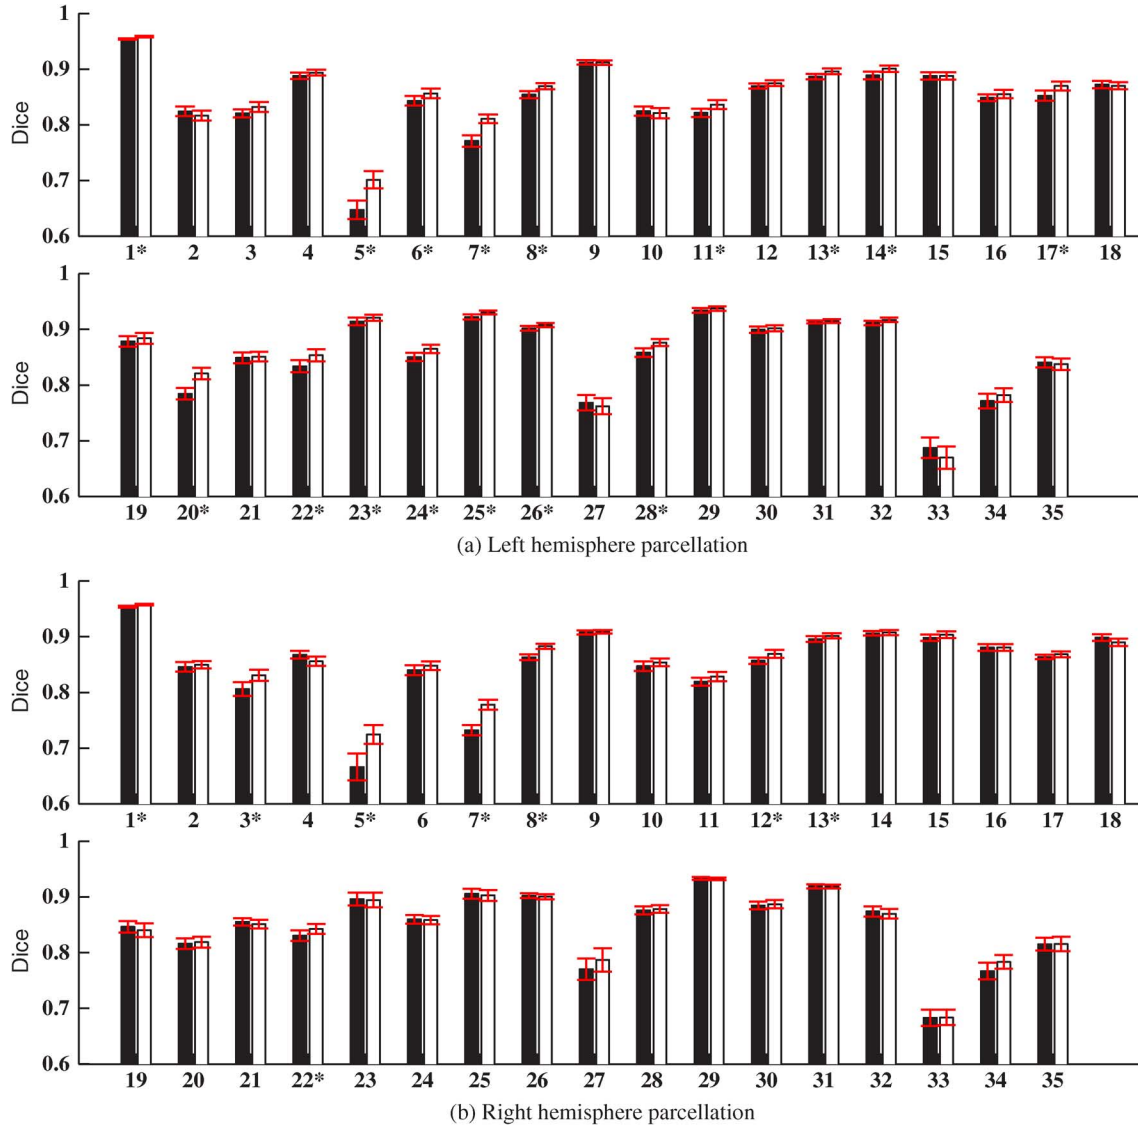 1
0.9
0.8
0.7
0.6
Dice
1* 2 3 4 5* 6* 7* 8* 9 10 11* 12 13* 14* 15 16 17* 18
1
0.9
0.8
0.7
0.6
Dice
19 20* 21 22* 23* 24* 25* 26* 27 28* 29 30 31 32 33 34 35
(a) Left hemisphere parcellation
1
0.9
0.8
0.7
0.6
Dice
1* 2 3* 4 5* 6 7* 8* 9 10 11 12* 13* 14 15 16 17 18
1
0.9
0.8
0.7
0.6
Dice
19 20 21 22* 23 24 25 26 27 28 29 30 31 32 33 34 35
(b) Right hemisphere parcellation